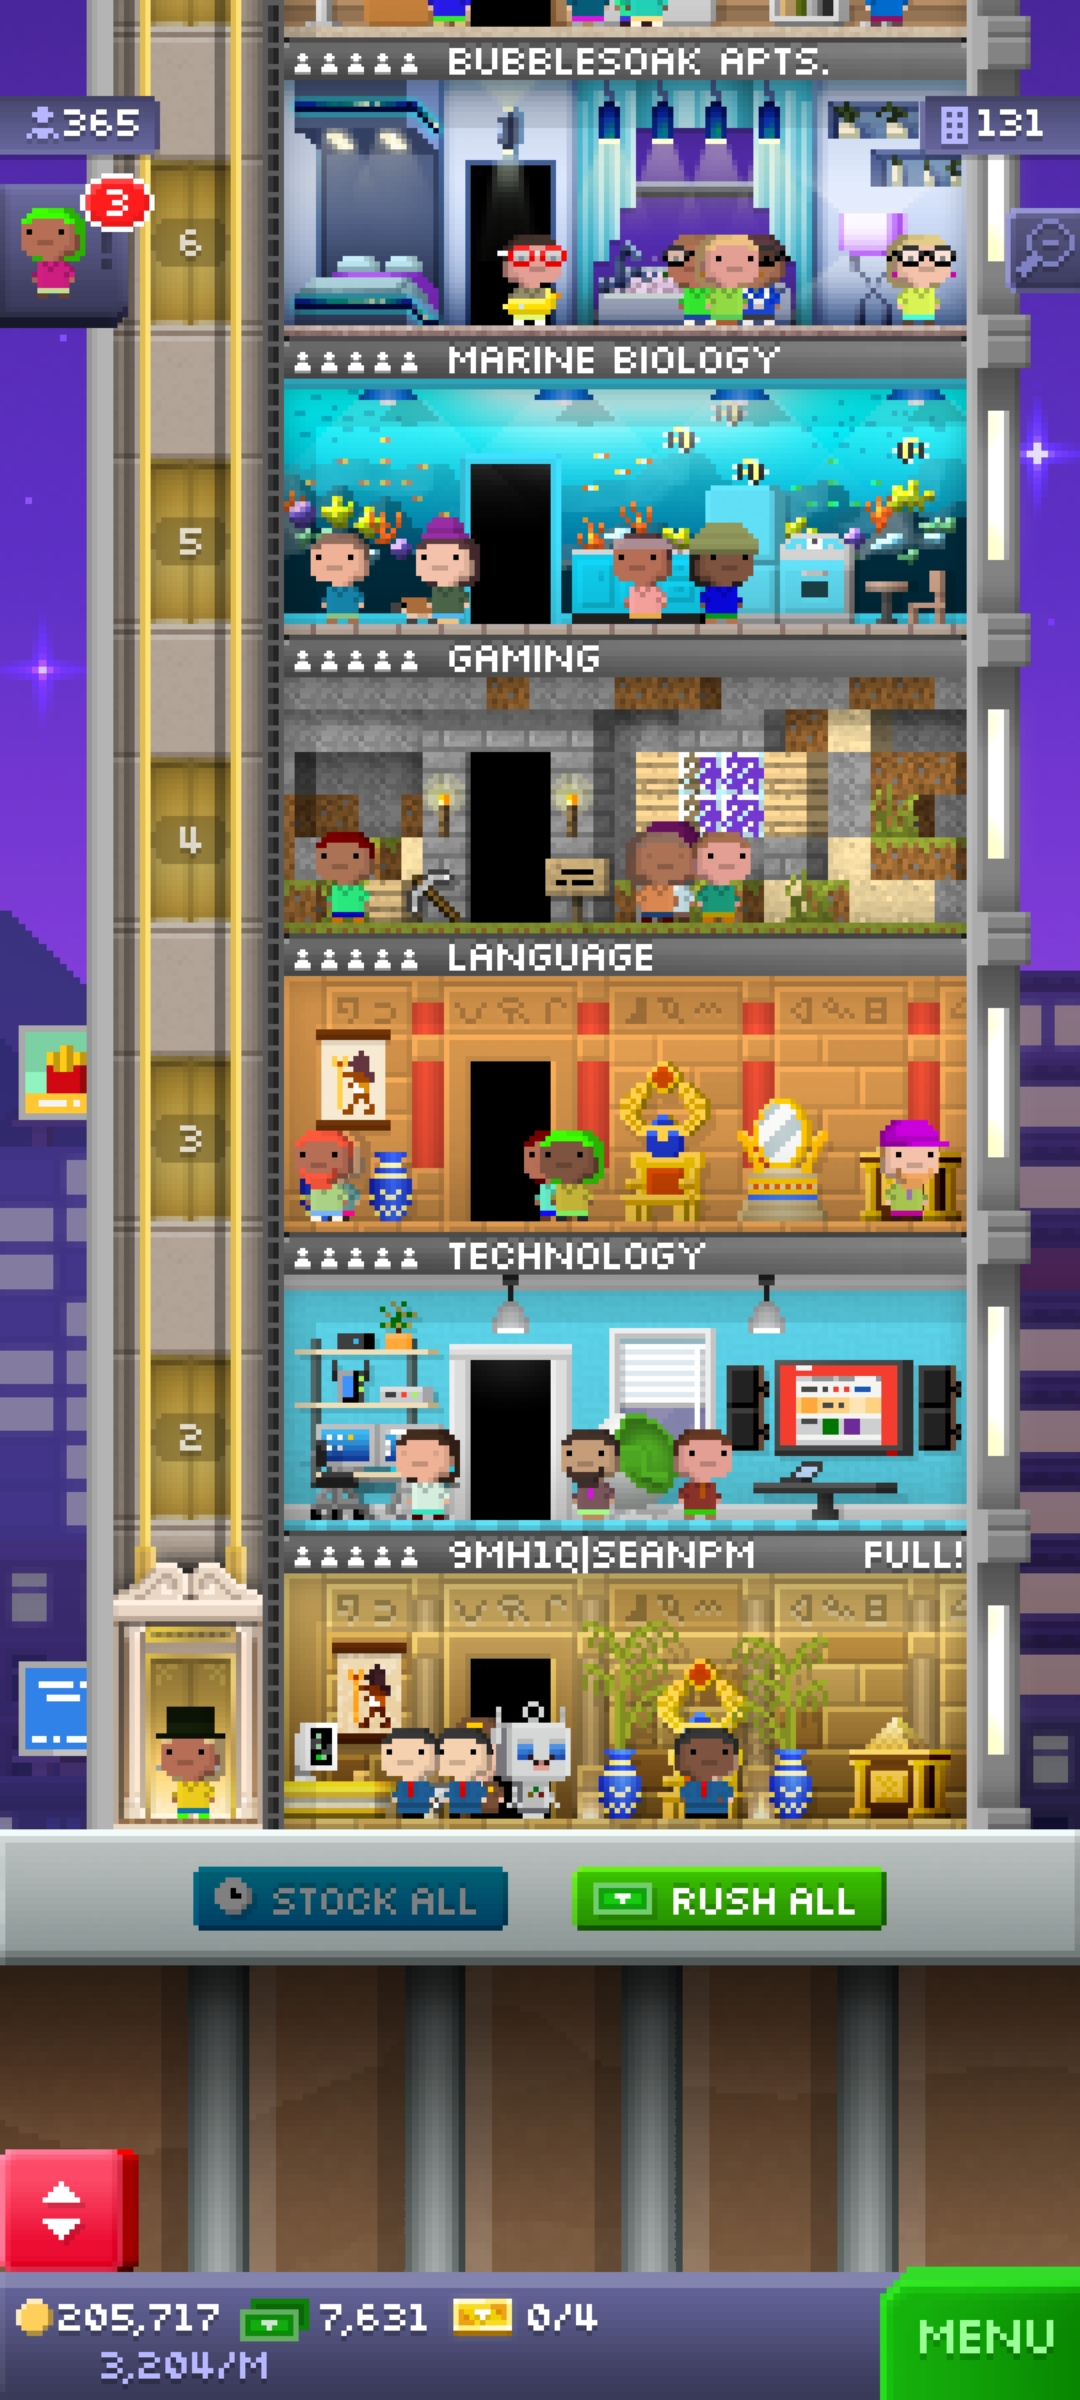 BUBBLESOAK APTS.
365
131
3
6
MARINE BIOLOGY
5
GAMING
4
LANGUAGE
3
TECHNOLOGY
2
9MH1Q|SEANPM FULL!
STOCK ALL
RUSH ALL
205,717 7,631 0/4
3,204/M
MENU